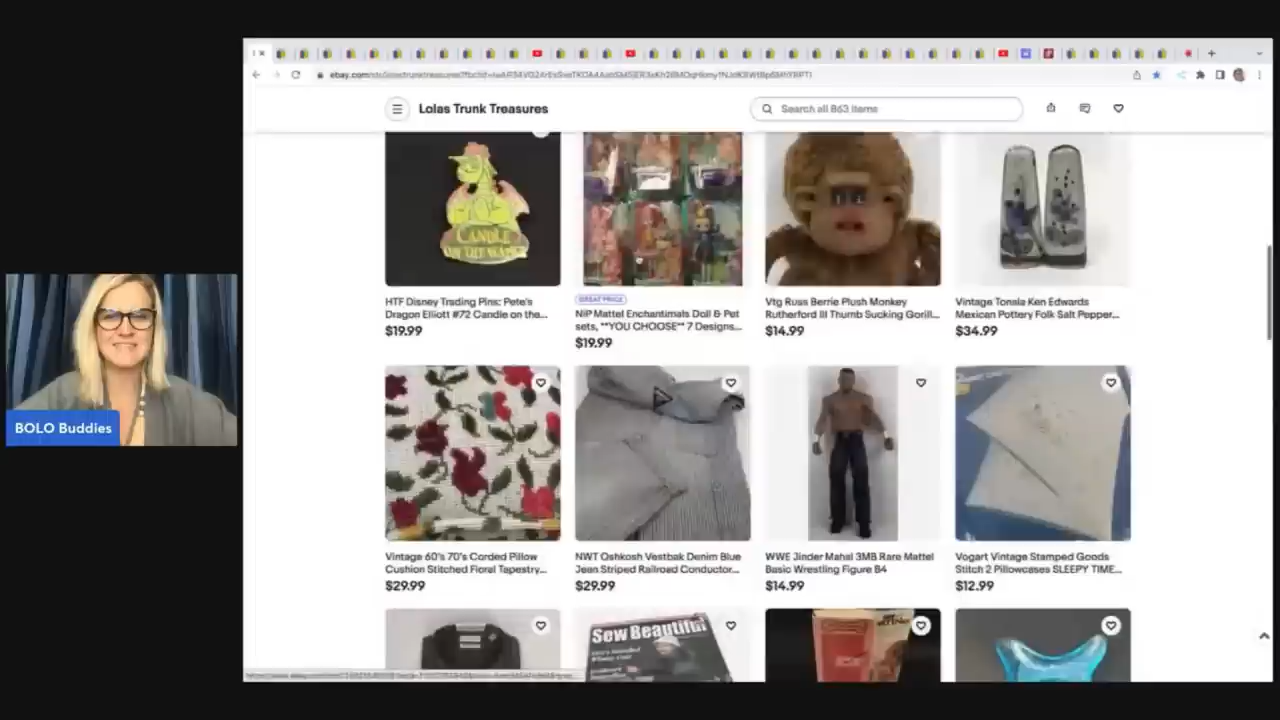 Lolas Trunk Treasures
Search all 863 items
CANDLE
ON THE WATER
HTF Disney Trading Pins: Pete's
Dragon Elliott #72 Candle on the...
$19.99
GREAT PRICE
NiP Mattel Enchantimals Doll & Pet
sets, **YOU CHOOSE** 7 Designs...
$19.99
Vtg Russ Berrie Plush Monkey
Rutherford III Thumb Sucking Gorill...
$14.99
Vintage Tonala Ken Edwards
Mexican Pottery Folk Salt Pepper...
$34.99
BOLO Buddies
Vintage 60's 70's Corded Pillow
Cushion Stitched Floral Tapestry...
$29.99
NWT Oshkosh Vestbak Denim Blue
Jean Striped Railroad Conductor...
$29.99
WWE Jinder Mahal 3MB Rare Mattel
Basic Wrestling Figure B4
$14.99
Vogart Vintage Stamped Goods
Stitch 2 Pillowcases SLEEPY TIME...
$12.99
Sew Beautiful